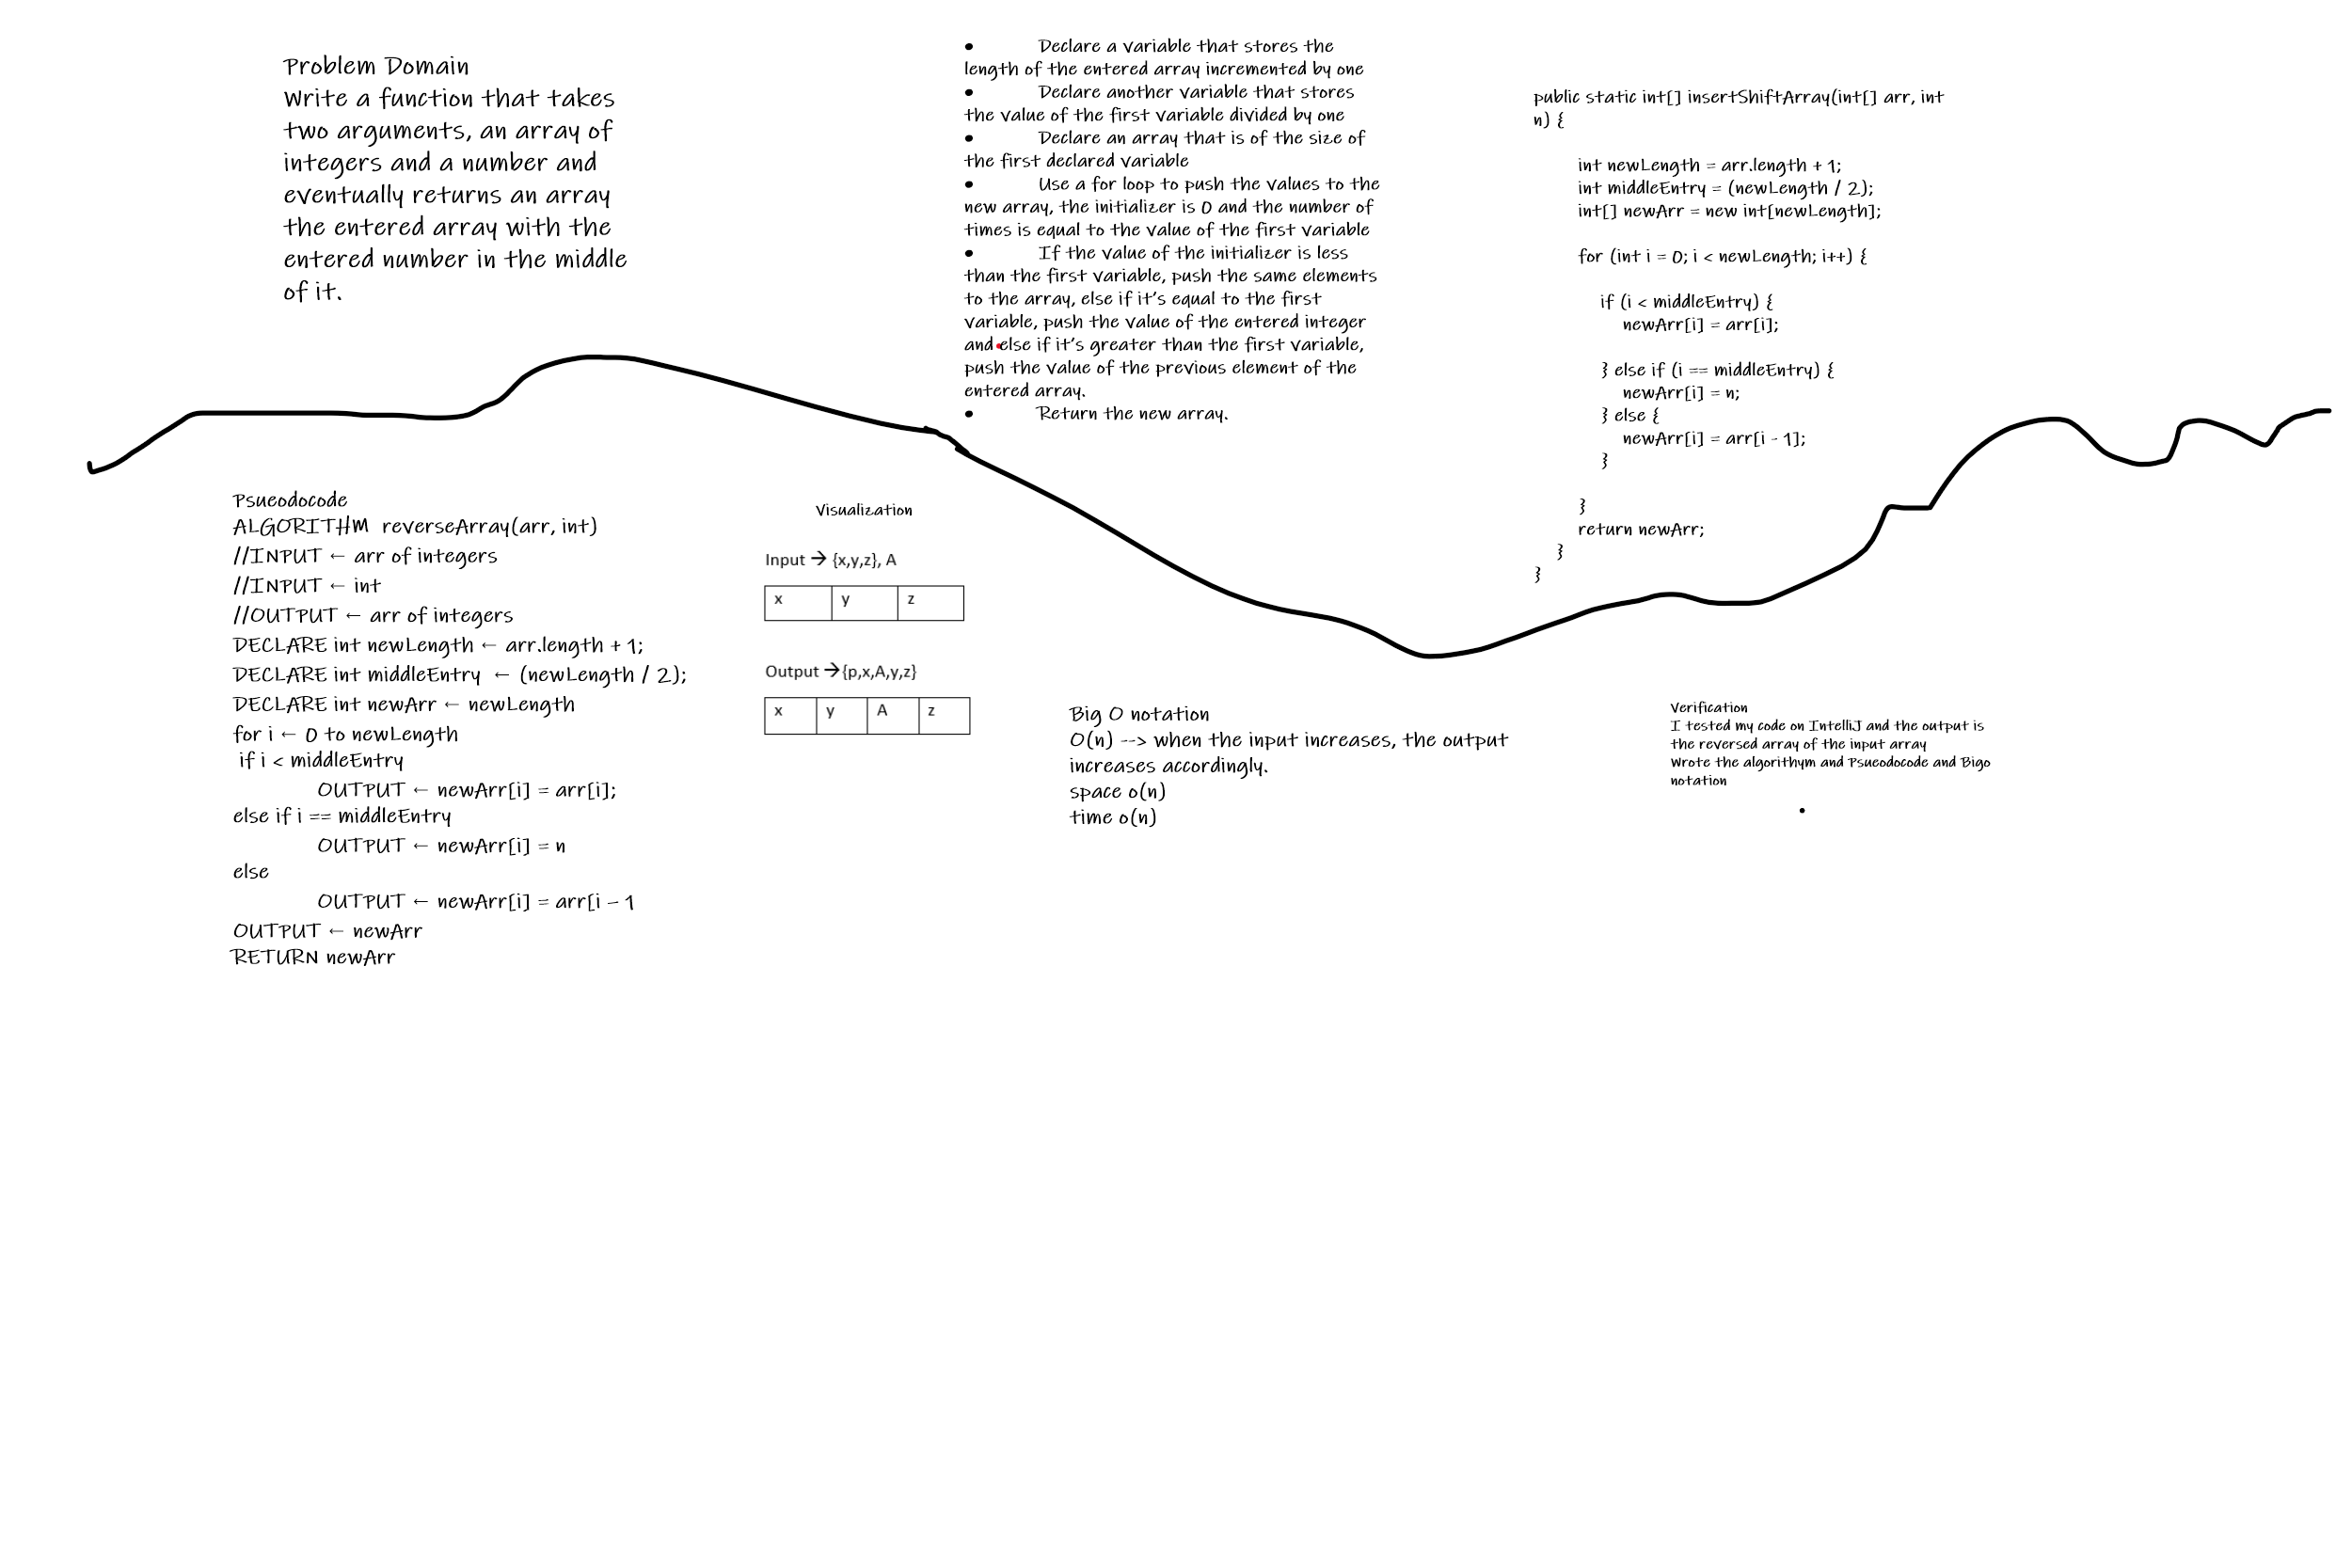 Problem Domain
Write a function that takes
two arguments, an array of
integers and a number and
eventually returns an array
the entered array with the
entered number in the middle
of it.
• Declare a variable that stores the
length of the entered array incremented by one
• Declare another variable that stores
the value of the first variable divided by one
• Declare an array that is of the size of
the first declared variable
• Use a for loop to push the values to the
new array, the initializer is 0 and the number of
times is equal to the value of the first variable
• If the value of the initializer is less
than the first variable, push the same elements
to the array, else if it's equal to the first
variable, push the value of the entered integer
and else if it's greater than the first variable,
push the value of the previous element of the
entered array.
• Return the new array.
public static int[] insertShiftArray(int[] arr, int
n) {
int newLength = arr.length + 1;
int middleEntry = (newLength / 2);
int[] newArr = new int[newLength];
for (int i = 0; i < newLength; i++) {
if (i < middleEntry) {
newArr[i] = arr[i];
} else if (i == middleEntry) {
newArr[i] = n;
} else {
newArr[i] = arr[i - 1];
}
}
return newArr;
}
}
Psueodocode
ALGORITHM reverseArray(arr, int)
//INPUT ← arr of integers
//INPUT ← int
//OUTPUT ← arr of integers
DECLARE int newLength ← arr.length + 1;
DECLARE int middleEntry ← (newLength / 2);
DECLARE int newArr ← newLength
for i ← 0 to newLength
if i < middleEntry
OUTPUT ← newArr[i] = arr[i];
else if i == middleEntry
OUTPUT ← newArr[i] = n
else
OUTPUT ← newArr[i] = arr[i – 1
OUTPUT ← newArr
RETURN newArr
Visualization
Input → {x,y,z}, A
x y z
Output →{p,x,A,y,z}
x y A z
Big O notation
O(n) --> when the input increases, the output
increases accordingly.
space o(n)
time o(n)
Verification
I tested my code on IntelliJ and the output is
the reversed array of the input array
Wrote the algorithym and Psueodocode and Bigo
notation